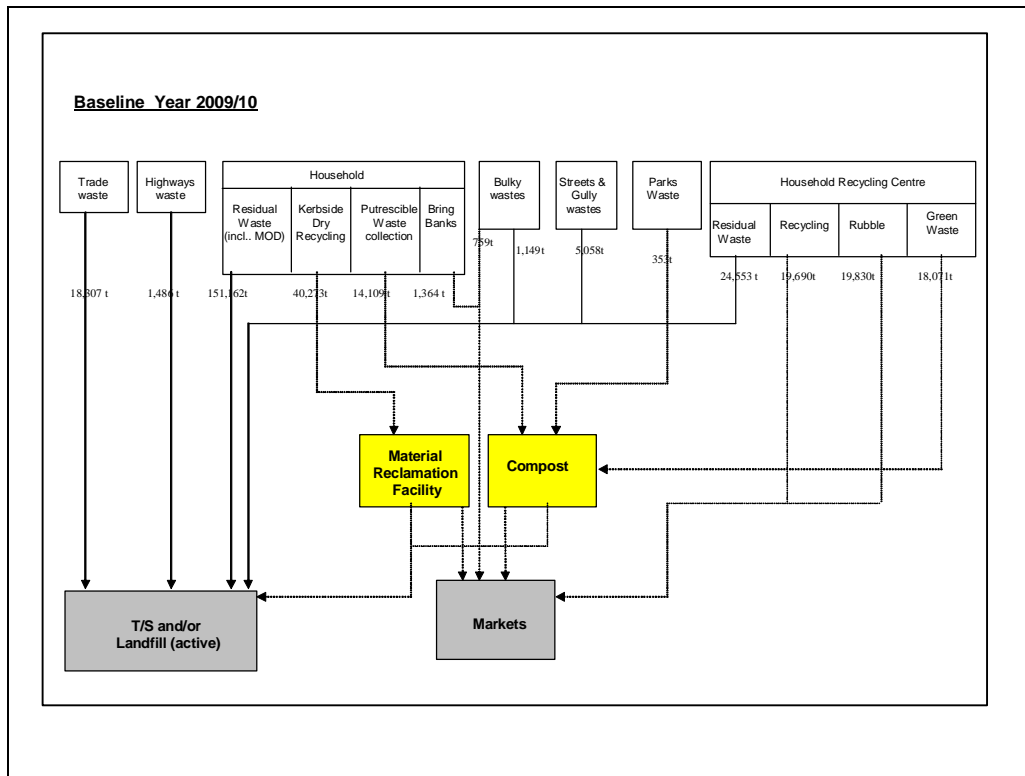 Baseline Year 2009/10
Trade
waste
Highways
waste
Household
Residual
Waste
(incl.. MOD)
Kerbside
Dry
Recycling
Putrescible
Waste
collection
Bring
Banks
Bulky
wastes
Streets &
Gully
wastes
Parks
Waste
Household Recycling Centre
Residual
Waste
Recycling
Rubble
Green
Waste
18,807 t
1,486 t
151,162t
40,273t
14,109t
1,364 t
759t
1,149t
5,058t
353t
24,553 t
19,690t
19,830t
18,071t
Material
Reclamation
Facility
Compost
T/S and/or
Landfill (active)
Markets